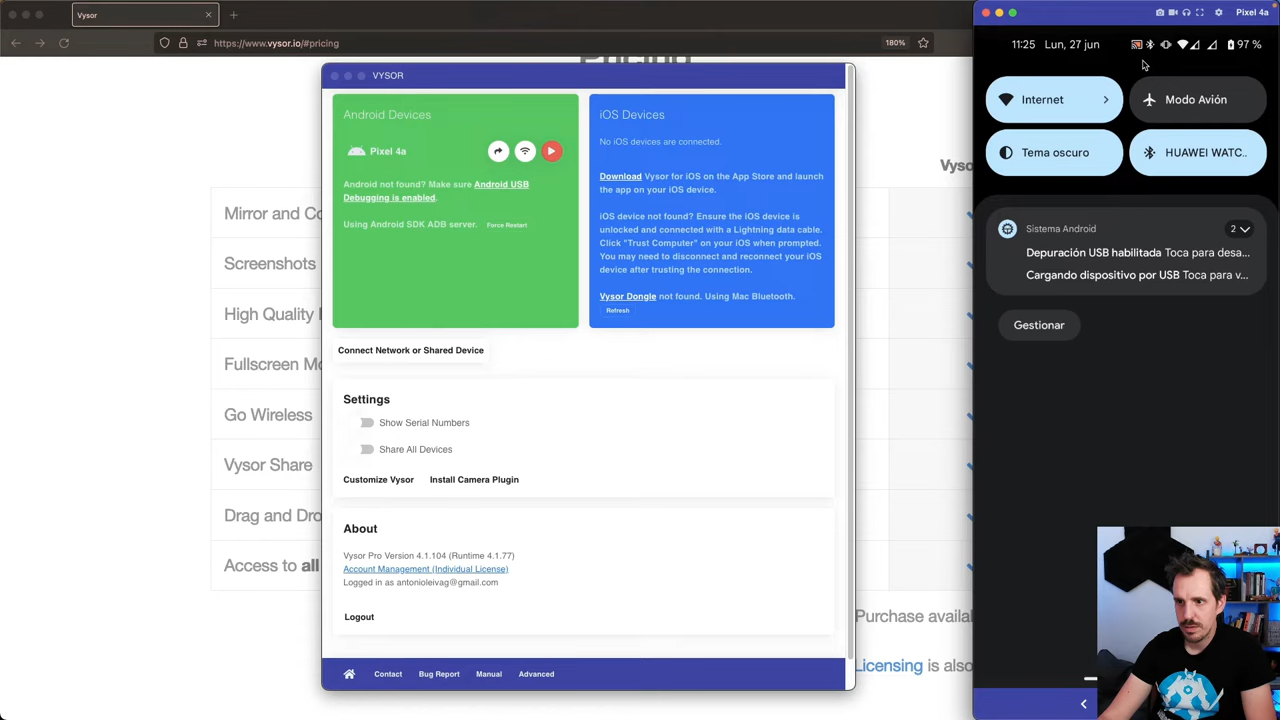 Vysor
https://www.vysor.io/#pricing
180%
Pricing
Mirror and Co
Screenshots
High Quality
Fullscreen Mo
Go Wireless
Vysor Share
Drag and Dro
Access to all
Vyso
Purchase availa
Licensing is also
VYSOR
Android Devices
Pixel 4a
Android not found? Make sure Android USB
Debugging is enabled.
Using Android SDK ADB server. Force Restart
iOS Devices
No iOS devices are connected.
Download Vysor for iOS on the App Store and launch
the app on your iOS device.
iOS device not found? Ensure the iOS device is
unlocked and connected with a Lightning data cable.
Click "Trust Computer" on your iOS when prompted.
You may need to disconnect and reconnect your iOS
device after trusting the connection.
Vysor Dongle not found. Using Mac Bluetooth.
Refresh
Connect Network or Shared Device
Settings
Show Serial Numbers
Share All Devices
Customize Vysor Install Camera Plugin
About
Vysor Pro Version 4.1.104 (Runtime 4.1.77)
Account Management (Individual License)
Logged in as antonioleivag@gmail.com
Logout
Contact Bug Report Manual Advanced
Pixel 4a
11:25 Lun, 27 jun 97 %
Internet
Modo Avión
Tema oscuro
HUAWEI WATC..
Sistema Android 2
Depuración USB habilitada Toca para desa...
Cargando dispositivo por USB Toca para v...
Gestionar